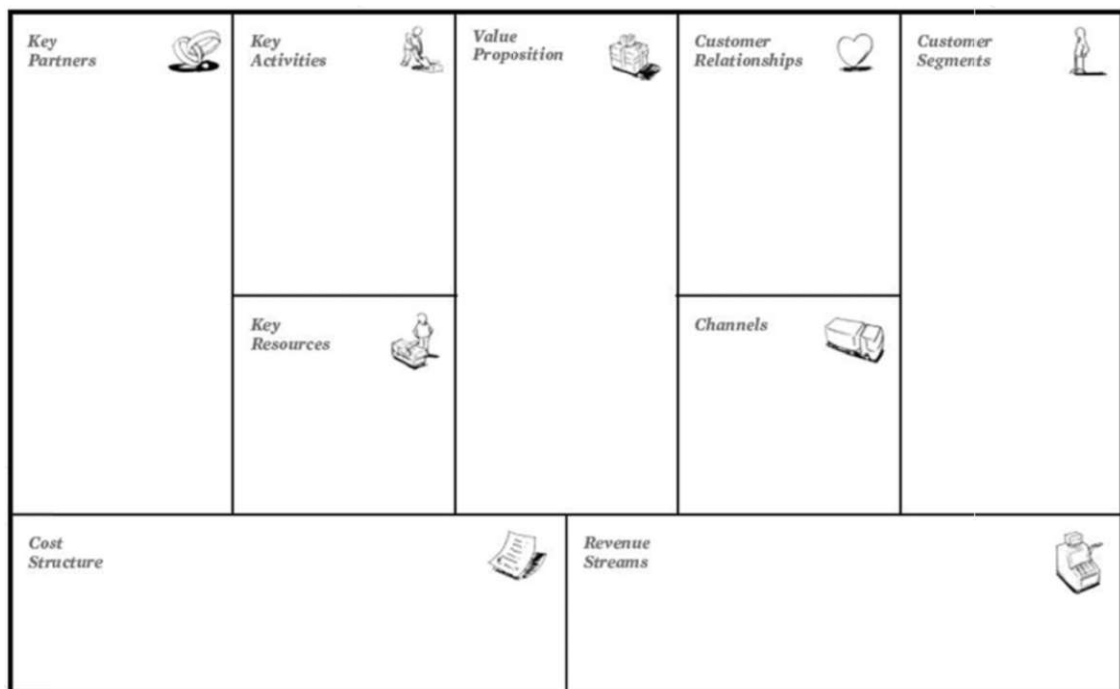 Key
Partners
Key
Activities
Value
Proposition
Customer
Relationships
Customer
Segments
Key
Resources
Channels
Cost
Structure
Revenue
Streams